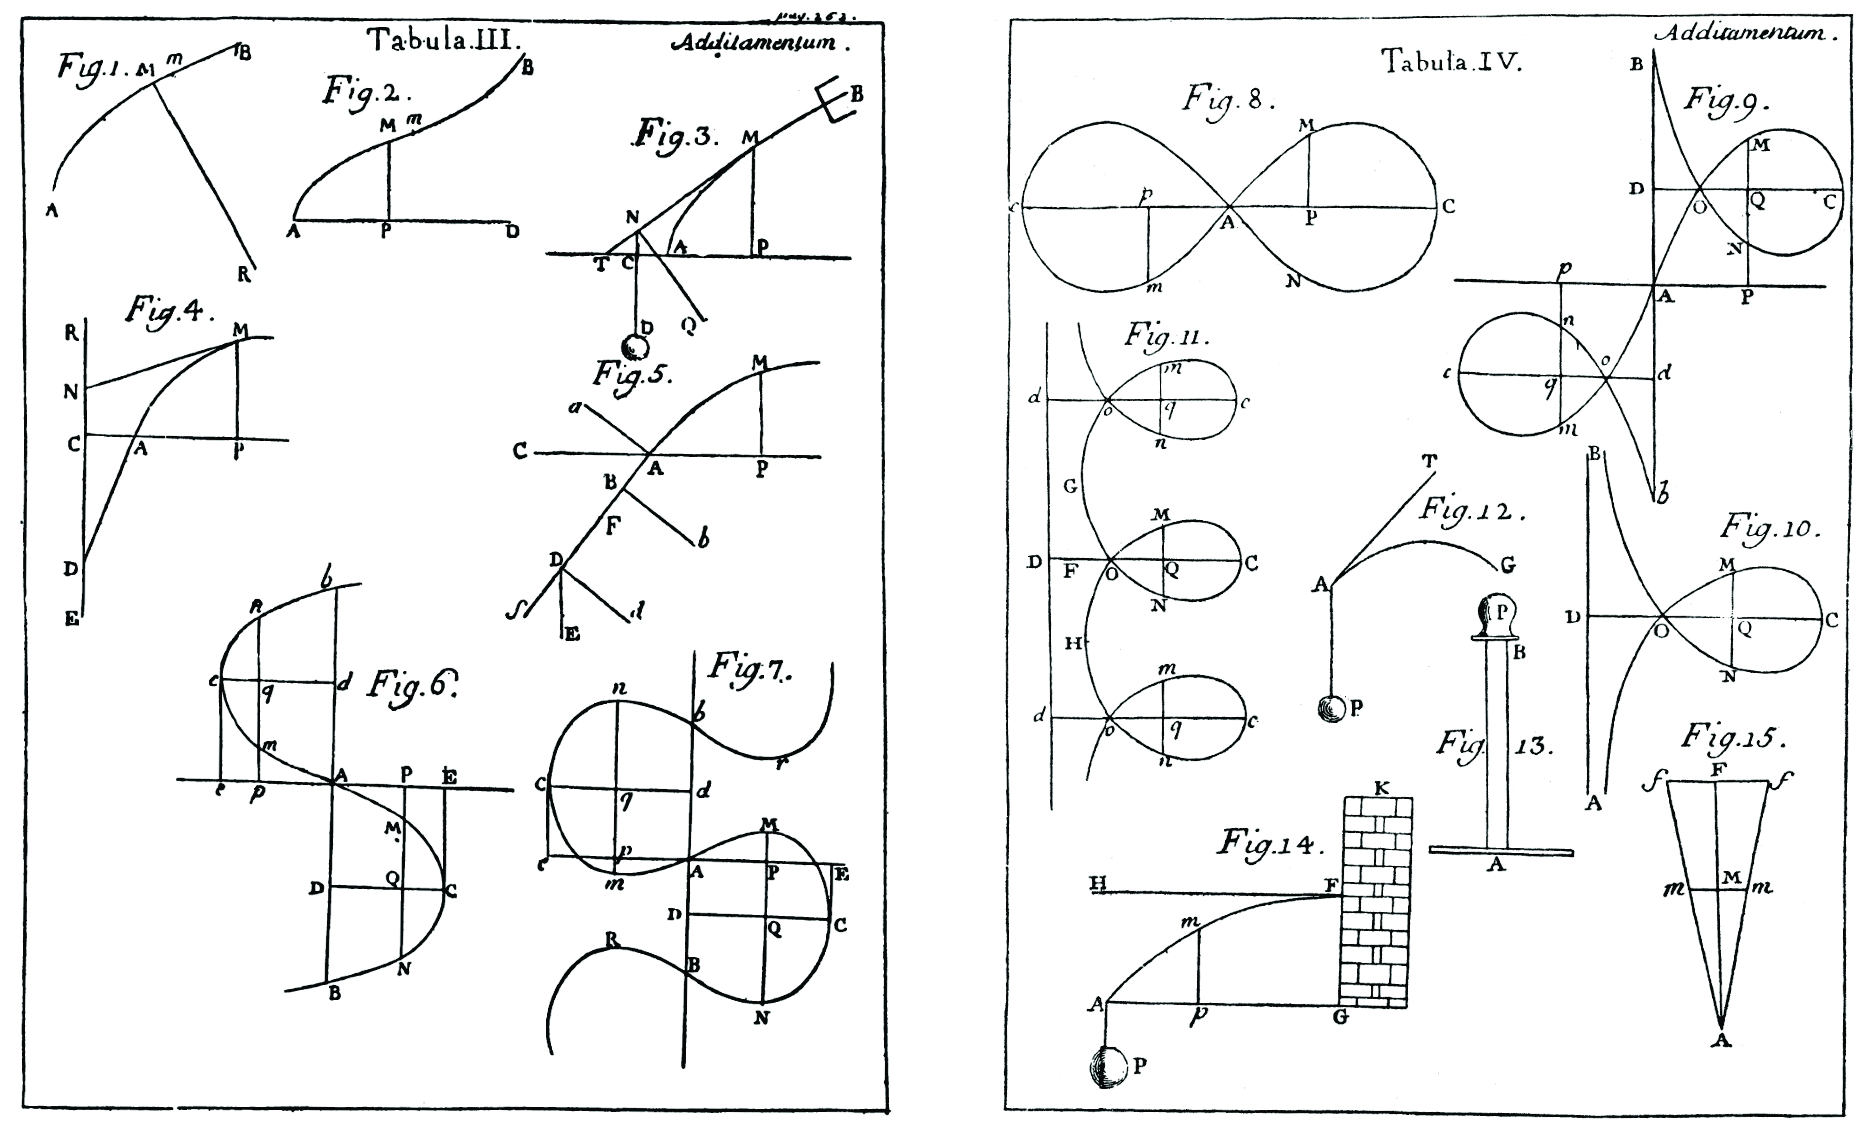 pag. 262.
Tabula.III.
Additamentum.
Fig.1. M m B
A R
Fig.2. B
M m
A P D
Fig.3. B
M
N
T C A P
D Q
Fig.4.
R M
N
C A P
D
E
Fig.5.
M
a
C A P
B
F b
D
d
E
Fig.6.
b
n
c q d
m
e p A P E
M
D Q C
N
B
Fig.7.
n
b
r
C q d
M
e p A P E
m
D Q C
R
B
N
Additamentum.
Tabula.IV.
Fig.8.
M
p
c A P C
m N
Fig.9.
B
M
D O Q C
N
p A P
n
c q o d
m
b
Fig.11.
m
d o q c
n
G
M
D F O Q C
N
H
m
d o q c
n
Fig.12.
T
A G
P
Fig.10.
B
M
D O Q C
N
A
Fig.13.
P
B
A
Fig.14.
K
H F
m
A p G
P
Fig.15.
f F f
m M m
A